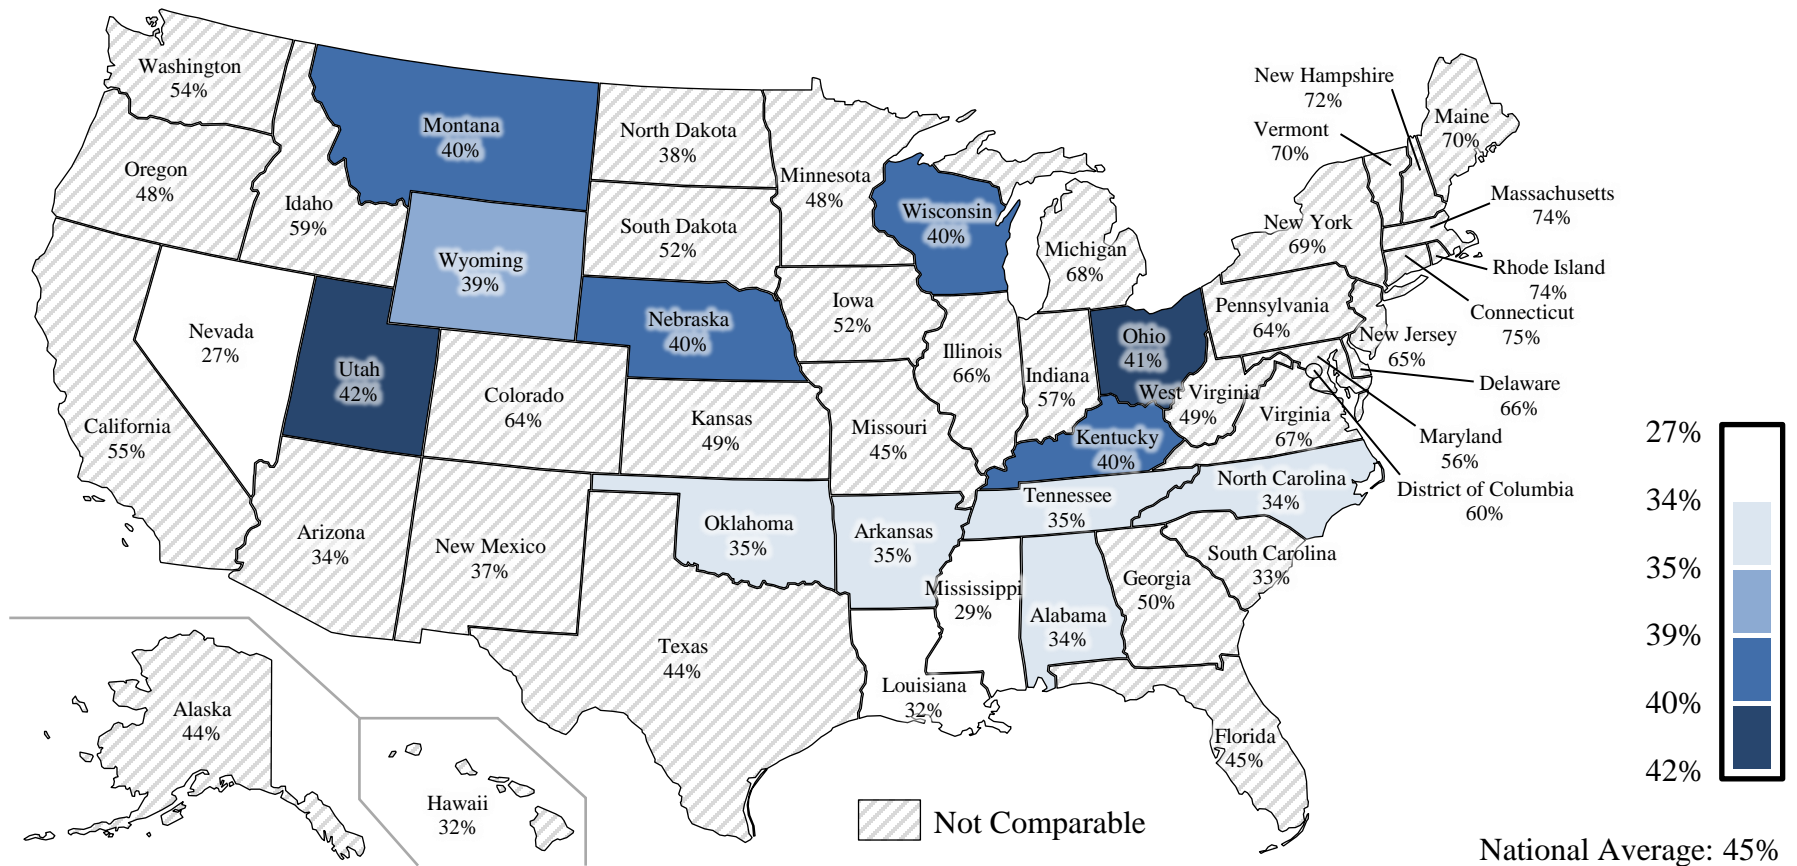 Washington
54%
Oregon
48%
California
55%
Nevada
27%
Idaho
59%
Montana
40%
Wyoming
39%
Utah
42%
Arizona
34%
Colorado
64%
New Mexico
37%
North Dakota
38%
South Dakota
52%
Nebraska
40%
Kansas
49%
Oklahoma
35%
Texas
44%
Minnesota
48%
Iowa
52%
Missouri
45%
Arkansas
35%
Louisiana
32%
Wisconsin
40%
Illinois
66%
Michigan
68%
Indiana
57%
Ohio
41%
Kentucky
40%
Tennessee
35%
Mississippi
29%
Alabama
34%
Georgia
50%
Florida
45%
South Carolina
33%
North Carolina
34%
Virginia
67%
West Virginia
49%
Pennsylvania
64%
New York
69%
New Hampshire
72%
Vermont
70%
Maine
70%
Massachusetts
74%
Rhode Island
74%
Connecticut
75%
New Jersey
65%
Delaware
66%
Maryland
56%
District of Columbia
60%
Alaska
44%
Hawaii
32%
Not Comparable
27%
34%
35%
39%
40%
42%
National Average: 45%